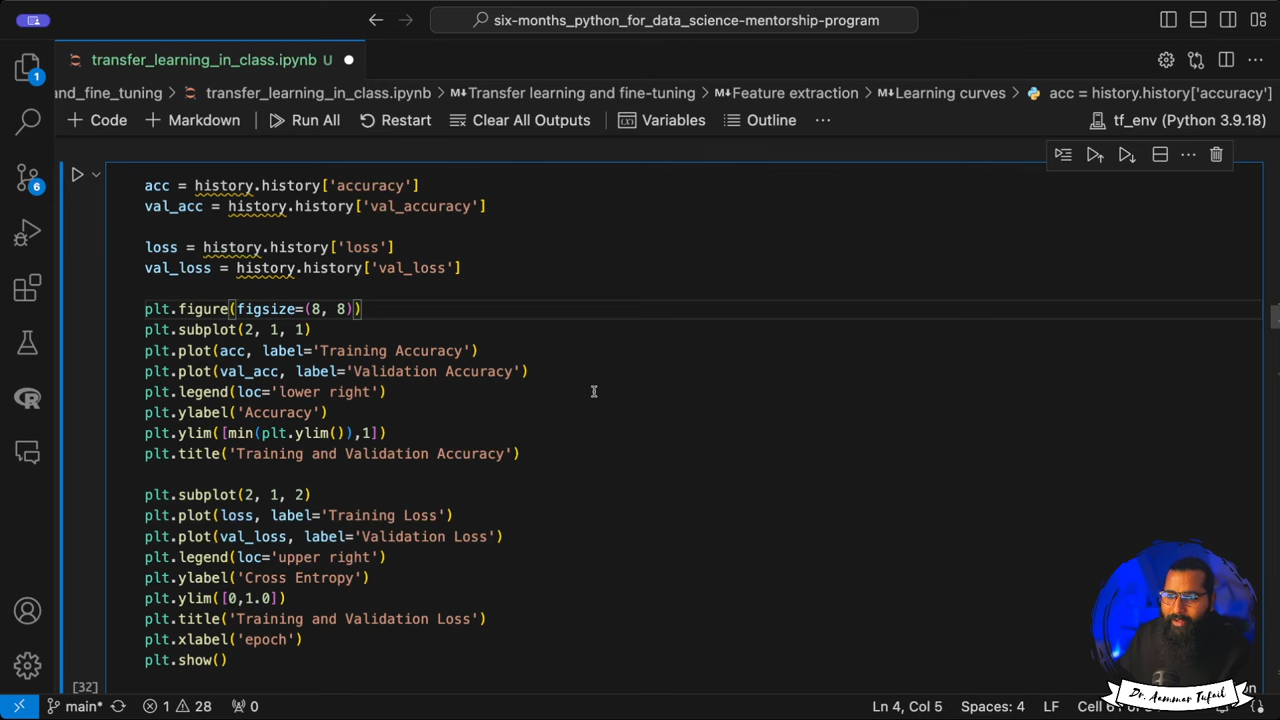 six-months_python_for_data_science-mentorship-program
transfer_learning_in_class.ipynb U
and_fine_tuning > transfer_learning_in_class.ipynb > M↓Transfer learning and fine-tuning > M↓Feature extraction > M↓Learning curves > acc = history.history['accuracy']
+ Code + Markdown Run All Restart Clear All Outputs Variables Outline ··· tf_env (Python 3.9.18)
1
6
acc = history.history['accuracy']
val_acc = history.history['val_accuracy']
loss = history.history['loss']
val_loss = history.history['val_loss']
plt.figure(figsize=(8, 8))
plt.subplot(2, 1, 1)
plt.plot(acc, label='Training Accuracy')
plt.plot(val_acc, label='Validation Accuracy')
plt.legend(loc='lower right')
plt.ylabel('Accuracy')
plt.ylim([min(plt.ylim()),1])
plt.title('Training and Validation Accuracy')
plt.subplot(2, 1, 2)
plt.plot(loss, label='Training Loss')
plt.plot(val_loss, label='Validation Loss')
plt.legend(loc='upper right')
plt.ylabel('Cross Entropy')
plt.ylim([0,1.0])
plt.title('Training and Validation Loss')
plt.xlabel('epoch')
plt.show()
[32]
Dr. Aammar Tufail
main* 1 28 0 Ln 4, Col 5 Spaces: 4 LF Cell 6